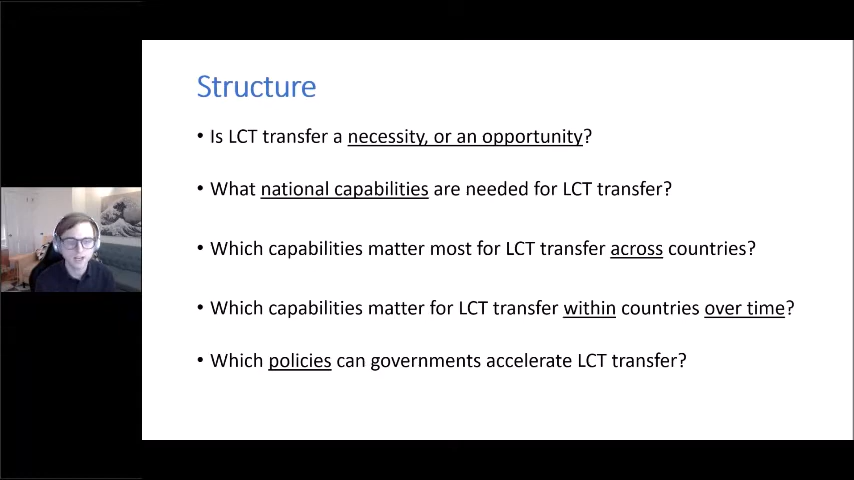 Structure
• Is LCT transfer a necessity, or an opportunity?
• What national capabilities are needed for LCT transfer?
• Which capabilities matter most for LCT transfer across countries?
• Which capabilities matter for LCT transfer within countries over time?
• Which policies can governments accelerate LCT transfer?